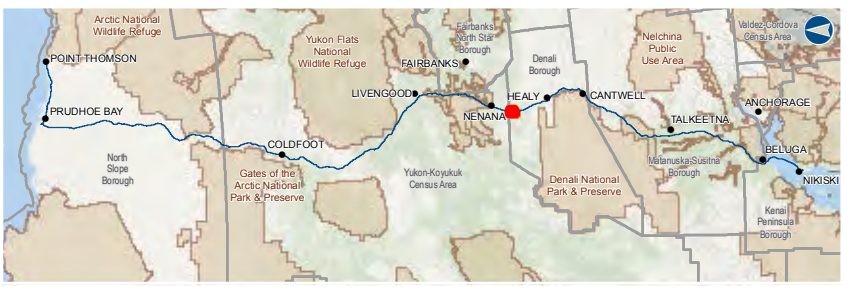 Arctic National
Wildlife Refuge
Yukon Flats
National
Wildlife Refuge
Fairbanks
North Star
Borough
Denali
Borough
Nelchina
Public
Use Area
Valdez-Cordova
Census Area
POINT THOMSON
PRUDHOE BAY
North
Slope
Borough
COLDFOOT
Gates of the
Arctic National
Park & Preserve
LIVENGOOD
FAIRBANKS
NENANA
Yukon-Koyukuk
Census Area
HEALY
CANTWELL
Denali National
Park & Preserve
TALKEETNA
Matanuska-Susitna
Borough
ANCHORAGE
BELUGA
NIKISKI
Kenai
Peninsula
Borough